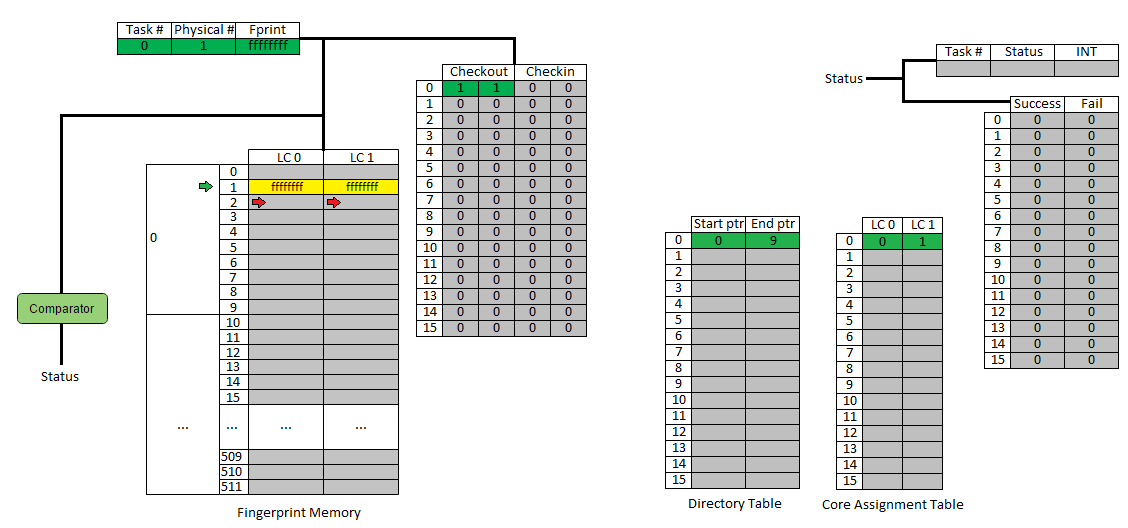 Task # Physical # Fprint
0 1 ffffffff
Task # Status INT
Status
Checkout Checkin
0 1 1 0 0
1 0 0 0 0
2 0 0 0 0
3 0 0 0 0
4 0 0 0 0
5 0 0 0 0
6 0 0 0 0
7 0 0 0 0
8 0 0 0 0
9 0 0 0 0
10 0 0 0 0
11 0 0 0 0
12 0 0 0 0
13 0 0 0 0
14 0 0 0 0
15 0 0 0 0
Success Fail
0 0 0
1 0 0
2 0 0
3 0 0
4 0 0
5 0 0
6 0 0
7 0 0
8 0 0
9 0 0
10 0 0
11 0 0
12 0 0
13 0 0
14 0 0
15 0 0
LC 0 LC 1
0
1 ffffffff ffffffff
2
3
4
0
5
6
7
8
9
10
11
12
13
14
15
... ... ... ...
509
510
511
Fingerprint Memory
Comparator
Status
Start ptr End ptr
0 0 9
1
2
3
4
5
6
7
8
9
10
11
12
13
14
15
Directory Table
LC 0 LC 1
0 0 1
1
2
3
4
5
6
7
8
9
10
11
12
13
14
15
Core Assignment Table